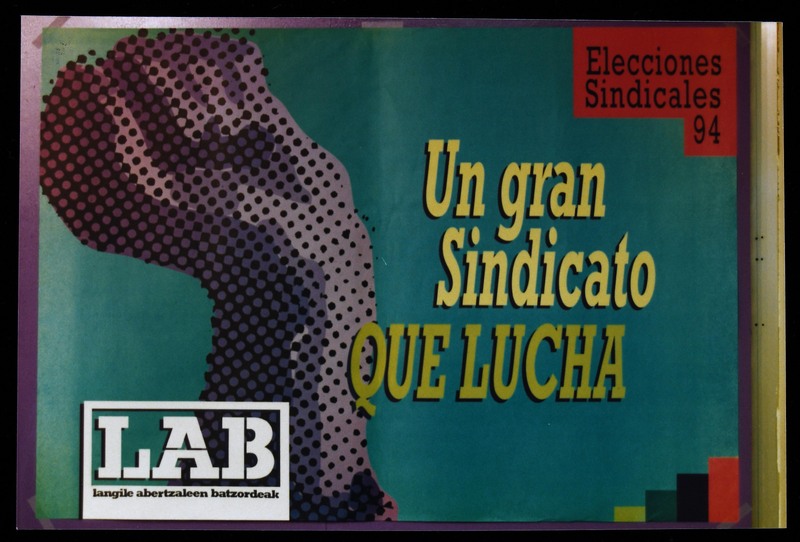 Elecciones
Sindicales
94
Un gran
Sindicato
QUE LUCHA
LAB
langile abertzaleen batzordeak